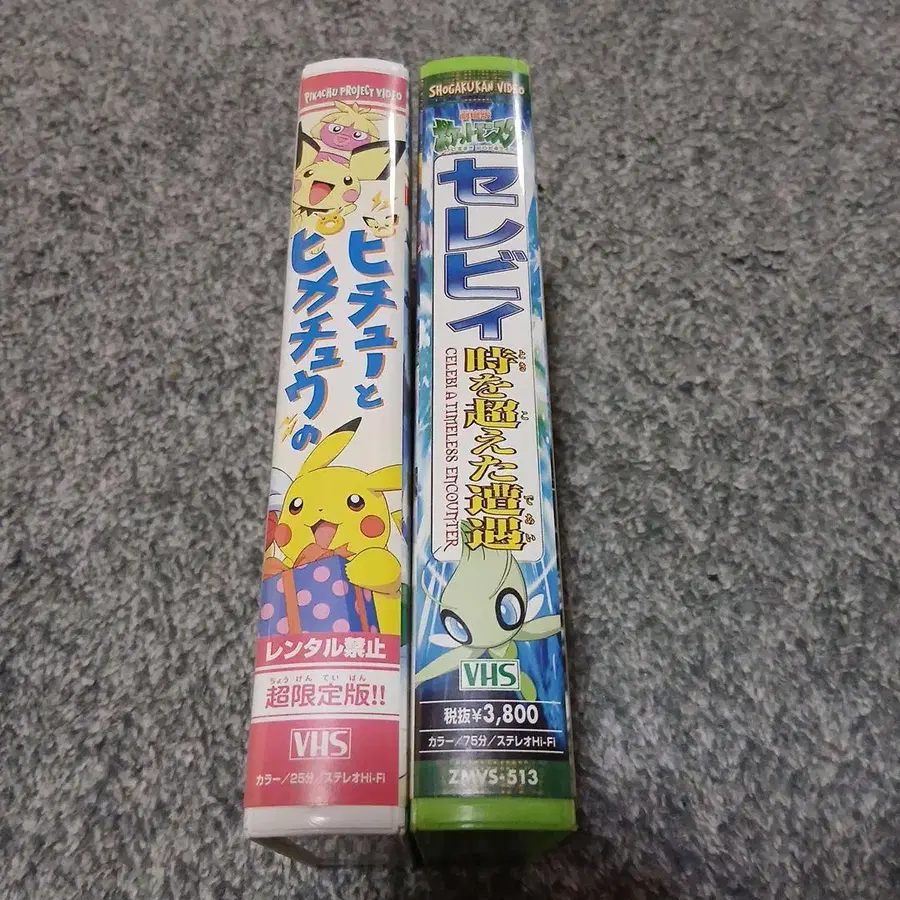 PIKACHU PROJECT VIDEO
ピチューと
ピカチュウの
レンタル禁止
ちょう げん てい ばん
超限定版!!
VHS
カラー/25分/ステレオHi-Fi
SHOGAKUKAN VIDEO
劇場版
ポケットモンスター
セレビィ
時を超えた遭遇
とき こ であい
CELEBI A TIMELESS ENCOUNTER
VHS
税抜¥3,800
カラー/75分/ステレオHi-Fi
ZMVS-513